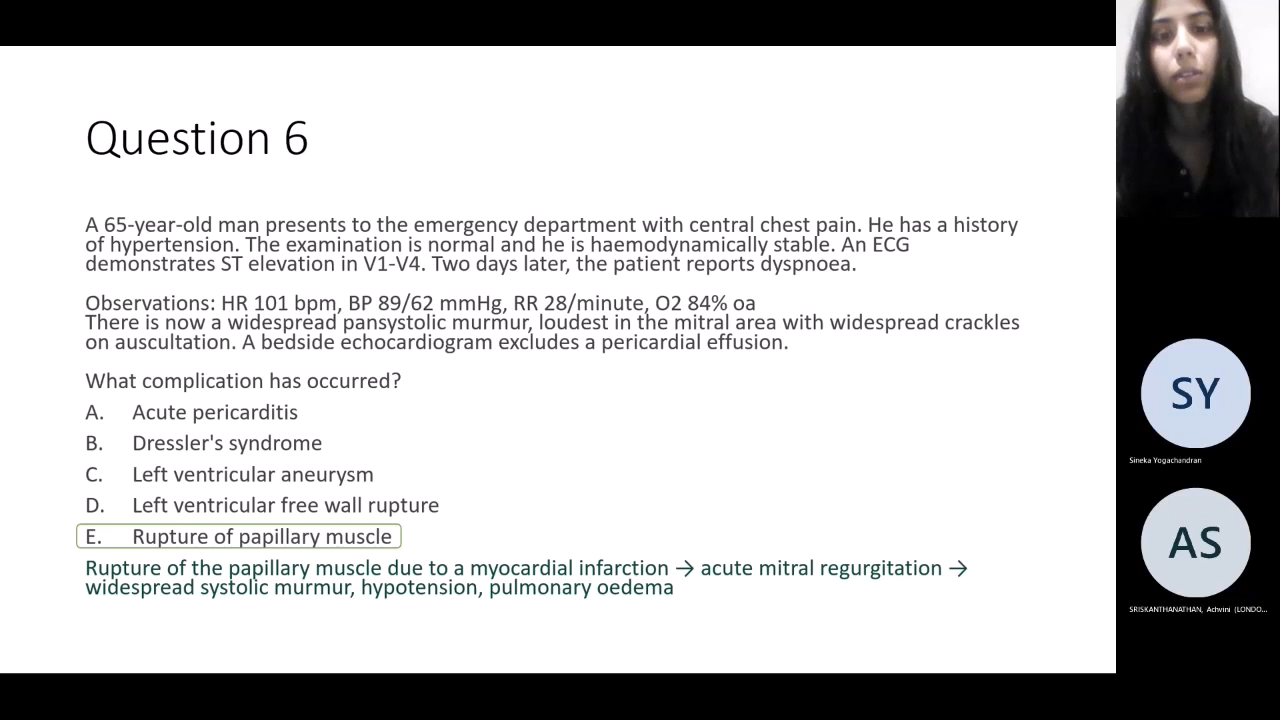 Question 6
A 65-year-old man presents to the emergency department with central chest pain. He has a history
of hypertension. The examination is normal and he is haemodynamically stable. An ECG
demonstrates ST elevation in V1-V4. Two days later, the patient reports dyspnoea.
Observations: HR 101 bpm, BP 89/62 mmHg, RR 28/minute, O2 84% oa
There is now a widespread pansystolic murmur, loudest in the mitral area with widespread crackles
on auscultation. A bedside echocardiogram excludes a pericardial effusion.
What complication has occurred?
A. Acute pericarditis
B. Dressler's syndrome
C. Left ventricular aneurysm
D. Left ventricular free wall rupture
E. Rupture of papillary muscle
Rupture of the papillary muscle due to a myocardial infarction → acute mitral regurgitation →
widespread systolic murmur, hypotension, pulmonary oedema
SY
Sineka Yogachandran
AS
SRISKANTHANATHAN, Achvini (LONDO...